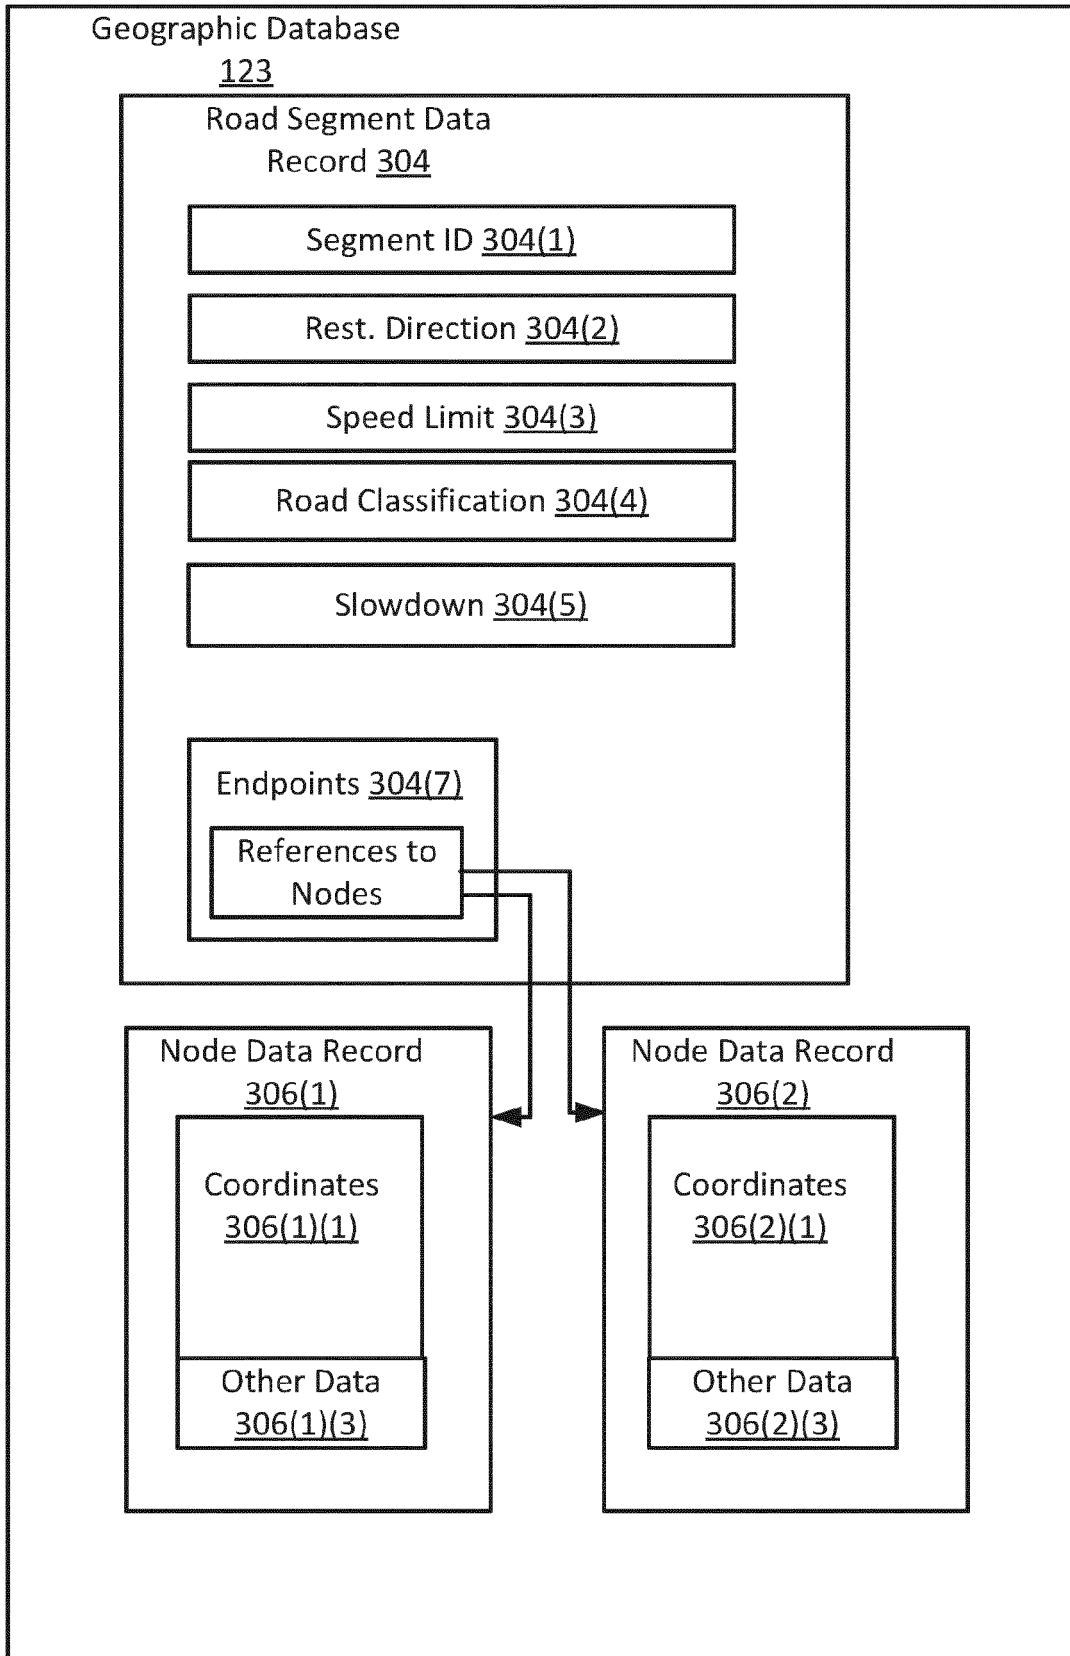 Geographic Database
123
Road Segment Data
Record 304
Segment ID 304(1)
Rest. Direction 304(2)
Speed Limit 304(3)
Road Classification 304(4)
Slowdown 304(5)
Endpoints 304(7)
References to
Nodes
Node Data Record
306(1)
Coordinates
306(1)(1)
Other Data
306(1)(3)
Node Data Record
306(2)
Coordinates
306(2)(1)
Other Data
306(2)(3)